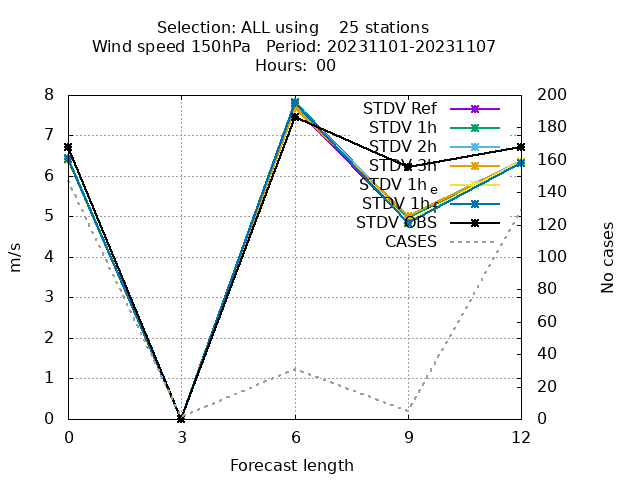 Selection: ALL using    25 stations
Wind speed 150hPa   Period: 20231101-20231107
Hours: 00
STDV Ref
STDV 1h
STDV 2h
STDV 3h
STDV 1h e
STDV 1h f
STDV OBS
CASES
8
7
6
5
4
3
2
1
0
200
180
160
140
120
100
80
60
40
20
0
m/s
No cases
0 3 6 9 12
Forecast length